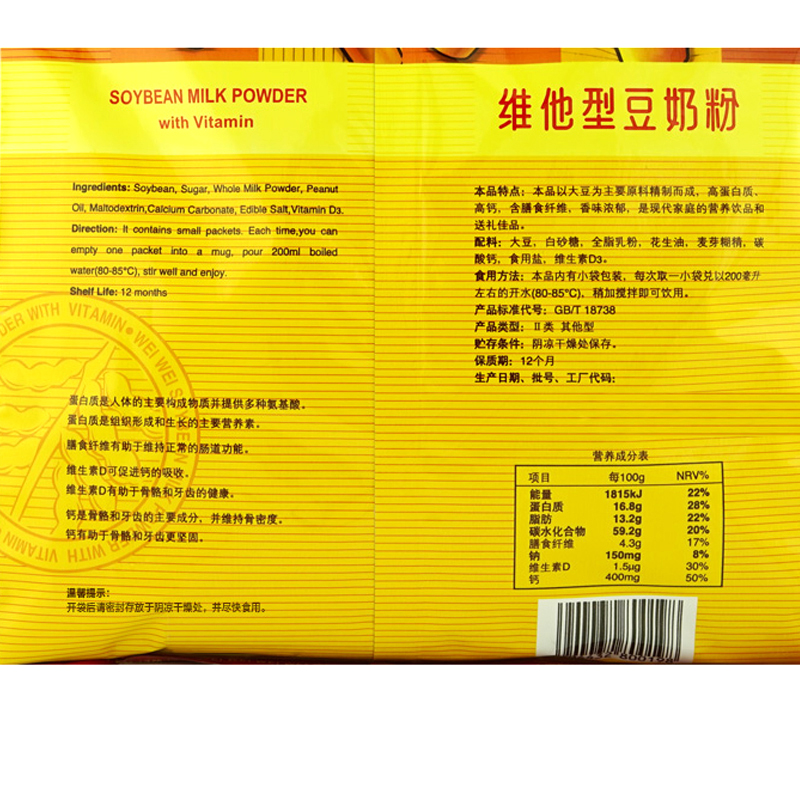 SOYBEAN MILK POWDER
with Vitamin
Ingredients: Soybean, Sugar, Whole Milk Powder, Peanut
Oil, Maltodextrin,Calcium Carbonate, Edible Salt,Vitamin D3.
Direction: It contains small packets. Each time,you can
empty one packet into a mug, pour 200ml boiled
water(80-85°C), stir well and enjoy.
Shelf Life: 12 months
WITH VITAMIN • WEI WEI
WITH VITAMIN
蛋白质是人体的主要构成物质并提供多种氨基酸。
蛋白质是组织形成和生长的主要营养素。
膳食纤维有助于维持正常的肠道功能。
维生素D可促进钙的吸收。
维生素D有助于骨骼和牙齿的健康。
钙是骨骼和牙齿的主要成分，并维持骨密度。
钙有助于骨骼和牙齿更坚固。
温馨提示：
开袋后请密封存放于阴凉干燥处，并尽快食用。
维他型豆奶粉
本品特点：本品以大豆为主要原料精制而成，高蛋白质、
高钙，含膳食纤维，香味浓郁，是现代家庭的营养饮品和
送礼佳品。
配料：大豆，白砂糖，全脂乳粉，花生油，麦芽糊精，碳
酸钙，食用盐，维生素D3。
食用方法：本品内有小袋包装，每次取一小袋兑以200毫升
左右的开水(80-85°C)，稍加搅拌即可饮用。
产品标准代号：GB/T 18738
产品类型：II类 其他型
贮存条件：阴凉干燥处保存。
保质期：12个月
生产日期、批号、工厂代码：
营养成分表
项目 每100g NRV%
能量 1815kJ 22%
蛋白质 16.8g 28%
脂肪 13.2g 22%
碳水化合物 59.2g 20%
膳食纤维 4.3g 17%
钠 150mg 8%
维生素D 1.5μg 30%
钙 400mg 50%